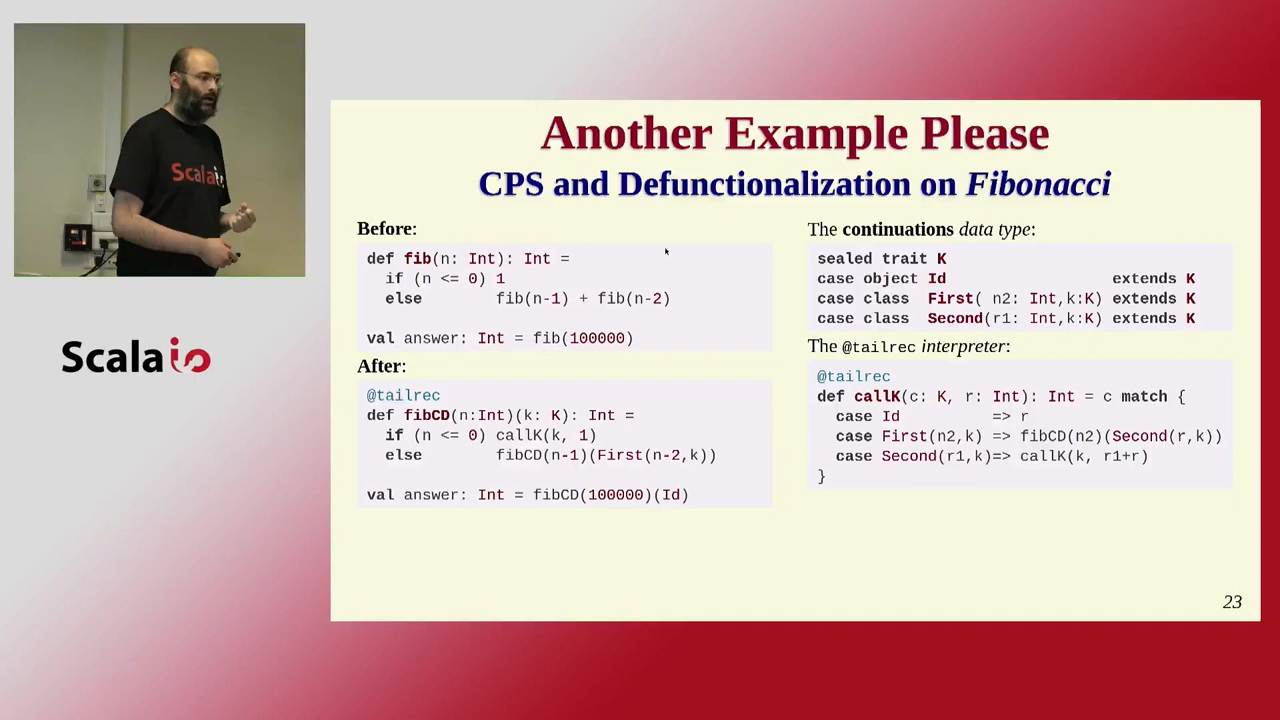 Scalaio
Scalaio
Another Example Please
CPS and Defunctionalization on Fibonacci
Before:
def fib(n: Int): Int =
  if (n <= 0) 1
  else        fib(n-1) + fib(n-2)
val answer: Int = fib(100000)
After:
@tailrec
def fibCD(n:Int)(k: K): Int =
  if (n <= 0) callK(k, 1)
  else        fibCD(n-1)(First(n-2,k))
val answer: Int = fibCD(100000)(Id)
The continuations data type:
sealed trait K
case object Id                  extends K
case class  First( n2: Int,k:K) extends K
case class  Second(r1: Int,k:K) extends K
The @tailrec interpreter:
@tailrec
def callK(c: K, r: Int): Int = c match {
  case Id          => r
  case First(n2,k) => fibCD(n2)(Second(r,k))
  case Second(r1,k)=> callK(k, r1+r)
}
23